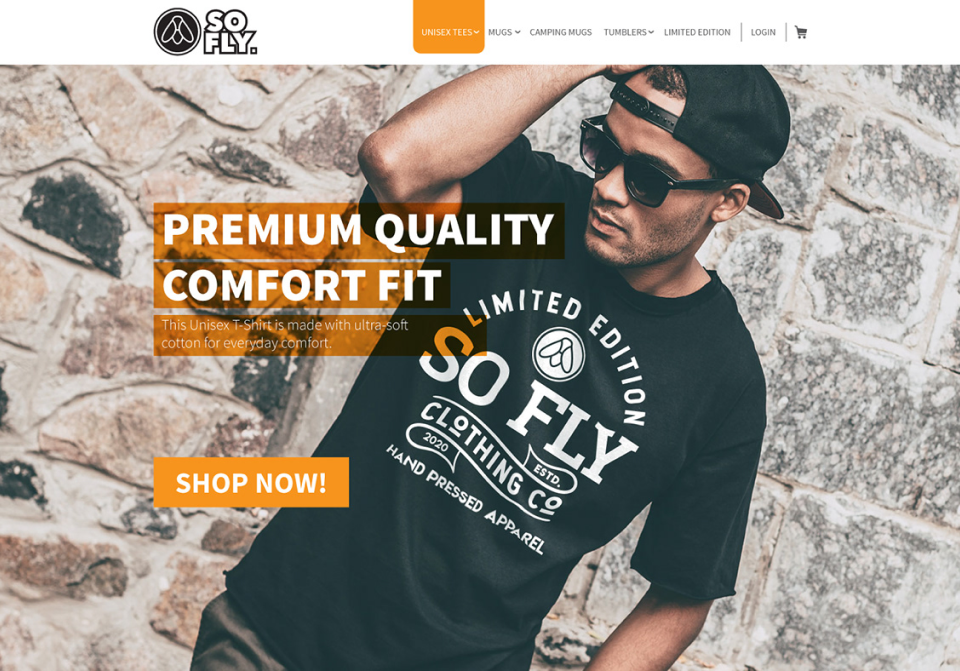 SO
FLY.
UNISEX TEES
MUGS
CAMPING MUGS
TUMBLERS
LIMITED EDITION
LOGIN
PREMIUM QUALITY
COMFORT FIT
This Unisex T-Shirt is made with ultra-soft
cotton for everyday comfort.
LIMITED EDITION
SO FLY
CLOTHING CO
2020
ESTD.
HAND PRESSED APPAREL
SHOP NOW!